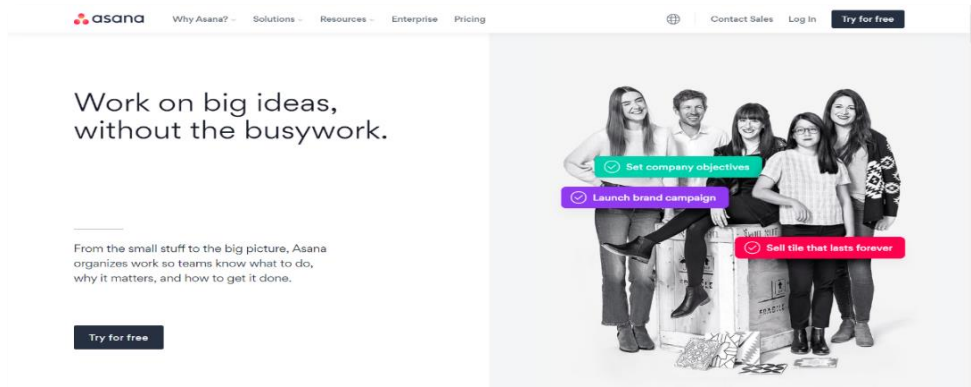 asana
Why Asana?
Solutions
Resources
Enterprise
Pricing
Contact Sales
Log In
Try for free
Work on big ideas,
without the busywork.
From the small stuff to the big picture, Asana
organizes work so teams know what to do,
why it matters, and how to get it done.
Try for free
Set company objectives
Launch brand campaign
Sell tile that lasts forever
FRAGILE